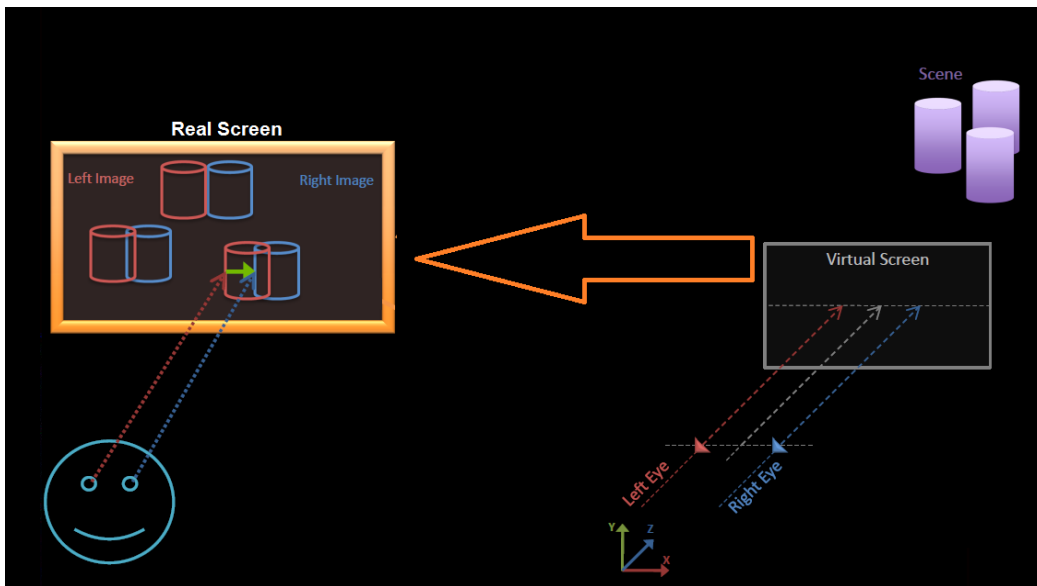 Scene
Real Screen
Left Image
Right Image
Virtual Screen
Left Eye
Right Eye
Y
Z
X